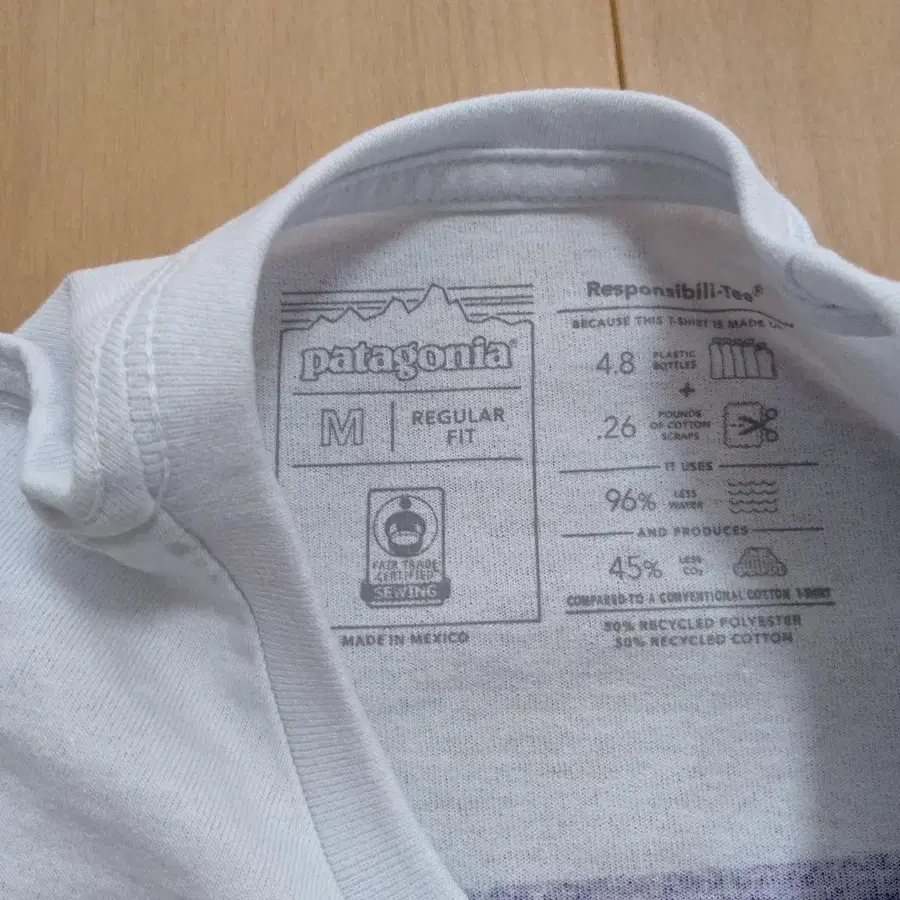 patagonia®
M
REGULAR
FIT
FAIR TRADE
CERTIFIED
SEWING
MADE IN MEXICO
Responsibili-Tee®
BECAUSE THIS T-SHIRT IS MADE
4.8 PLASTIC
BOTTLES
+
.26 POUNDS
OF COTTON
SCRAPS
IT USES
96% LESS
WATER
AND PRODUCES
45% LESS
CO₂
COMPARED TO A CONVENTIONAL COTTON T-SHIRT
50% RECYCLED POLYESTER
50% RECYCLED COTTON